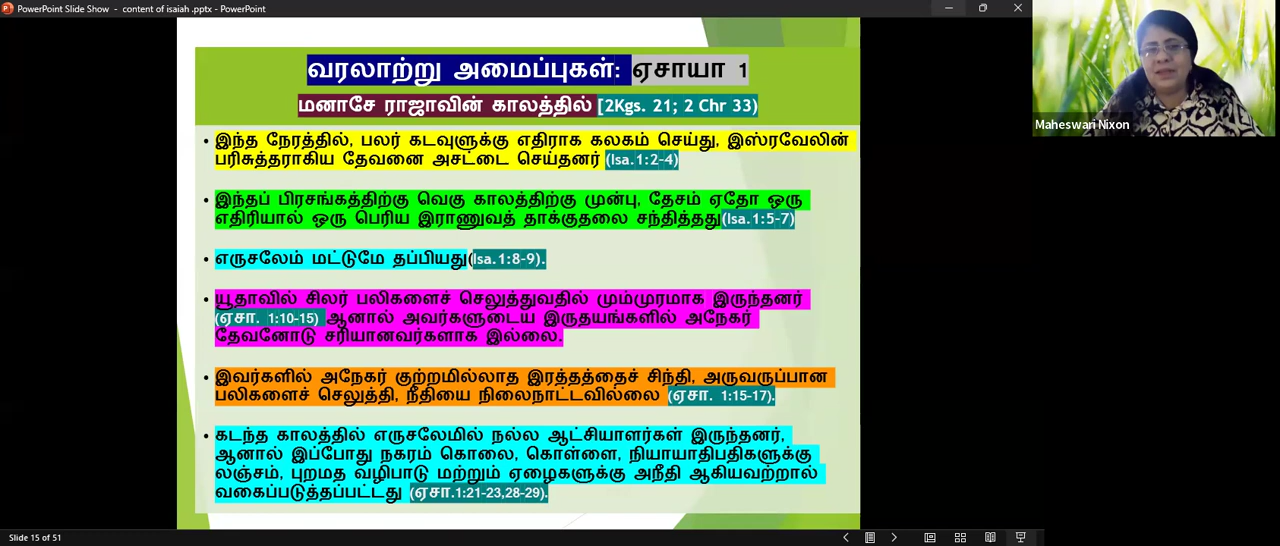 PowerPoint Slide Show - content of isaiah .pptx - PowerPoint
வரலாற்று அமைப்புகள்: ஏசாயா 1
மனாசே ராஜாவின் காலத்தில் [2Kgs. 21; 2 Chr 33)
• இந்த நேரத்தில், பலர் கடவுளுக்கு எதிராக கலகம் செய்து, இஸ்ரவேலின்
பரிசுத்தராகிய தேவனை அசட்டை செய்தனர் (Isa.1:2-4)
• இந்தப் பிரசங்கத்திற்கு வெகு காலத்திற்கு முன்பு, தேசம் ஏதோ ஒரு
எதிரியால் ஒரு பெரிய இராணுவத் தாக்குதலை சந்தித்தது(Isa.1:5-7)
• எருசலேம் மட்டுமே தப்பியது(Isa.1:8-9).
• யூதாவில் சிலர் பலிகளைச் செலுத்துவதில் மும்முரமாக இருந்தனர்
(ஏசா. 1:10-15) ஆனால் அவர்களுடைய இருதயங்களில் அநேகர்
தேவனோடு சரியானவர்களாக இல்லை.
• இவர்களில் அநேகர் குற்றமில்லாத இரத்தத்தைச் சிந்தி, அருவருப்பான
பலிகளைச் செலுத்தி, நீதியை நிலைநாட்டவில்லை (ஏசா. 1:15-17).
• கடந்த காலத்தில் எருசலேமில் நல்ல ஆட்சியாளர்கள் இருந்தனர்,
ஆனால் இப்போது நகரம் கொலை, கொள்ளை, நியாயாதிபதிகளுக்கு
லஞ்சம், புறமத வழிபாடு மற்றும் ஏழைகளுக்கு அநீதி ஆகியவற்றால்
வகைப்படுத்தப்பட்டது (ஏசா.1:21-23,28-29).
Maheswari Nixon
Slide 15 of 51